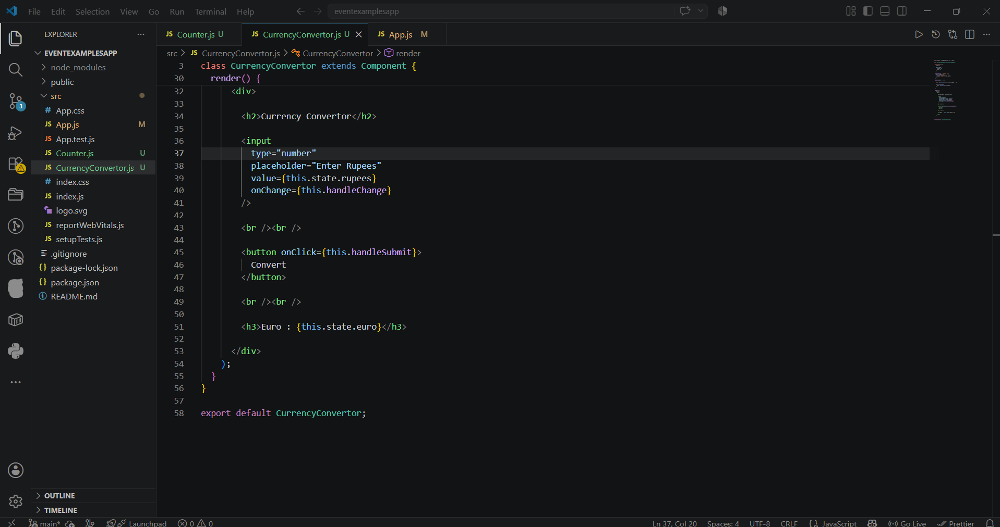 File Edit Selection View Go Run Terminal Help
eventexamplesapp
EXPLORER
EVENTEXAMPLESAPP
node_modules
public
src
App.css
App.js M
App.test.js
Counter.js U
CurrencyConvertor.js U
index.css
index.js
logo.svg
reportWebVitals.js
setupTests.js
.gitignore
package-lock.json
package.json
README.md
OUTLINE
TIMELINE
3
JS Counter.js U
JS CurrencyConvertor.js U
JS App.js M
src > JS CurrencyConvertor.js > CurrencyConvertor > render
3 class CurrencyConvertor extends Component {
30 render() {
32 <div>
33
34 <h2>Currency Convertor</h2>
35
36 <input
37 type="number"
38 placeholder="Enter Rupees"
39 value={this.state.rupees}
40 onChange={this.handleChange}
41 />
42
43 <br /><br />
44
45 <button onClick={this.handleSubmit}>
46 Convert
47 </button>
48
49 <br /><br />
50
51 <h3>Euro : {this.state.euro}</h3>
52
53 </div>
54 );
55 }
56 }
57
58 export default CurrencyConvertor;
main* Launchpad 0 0 Ln 37, Col 20 Spaces: 4 UTF-8 CRLF {} JavaScript Go Live Prettier